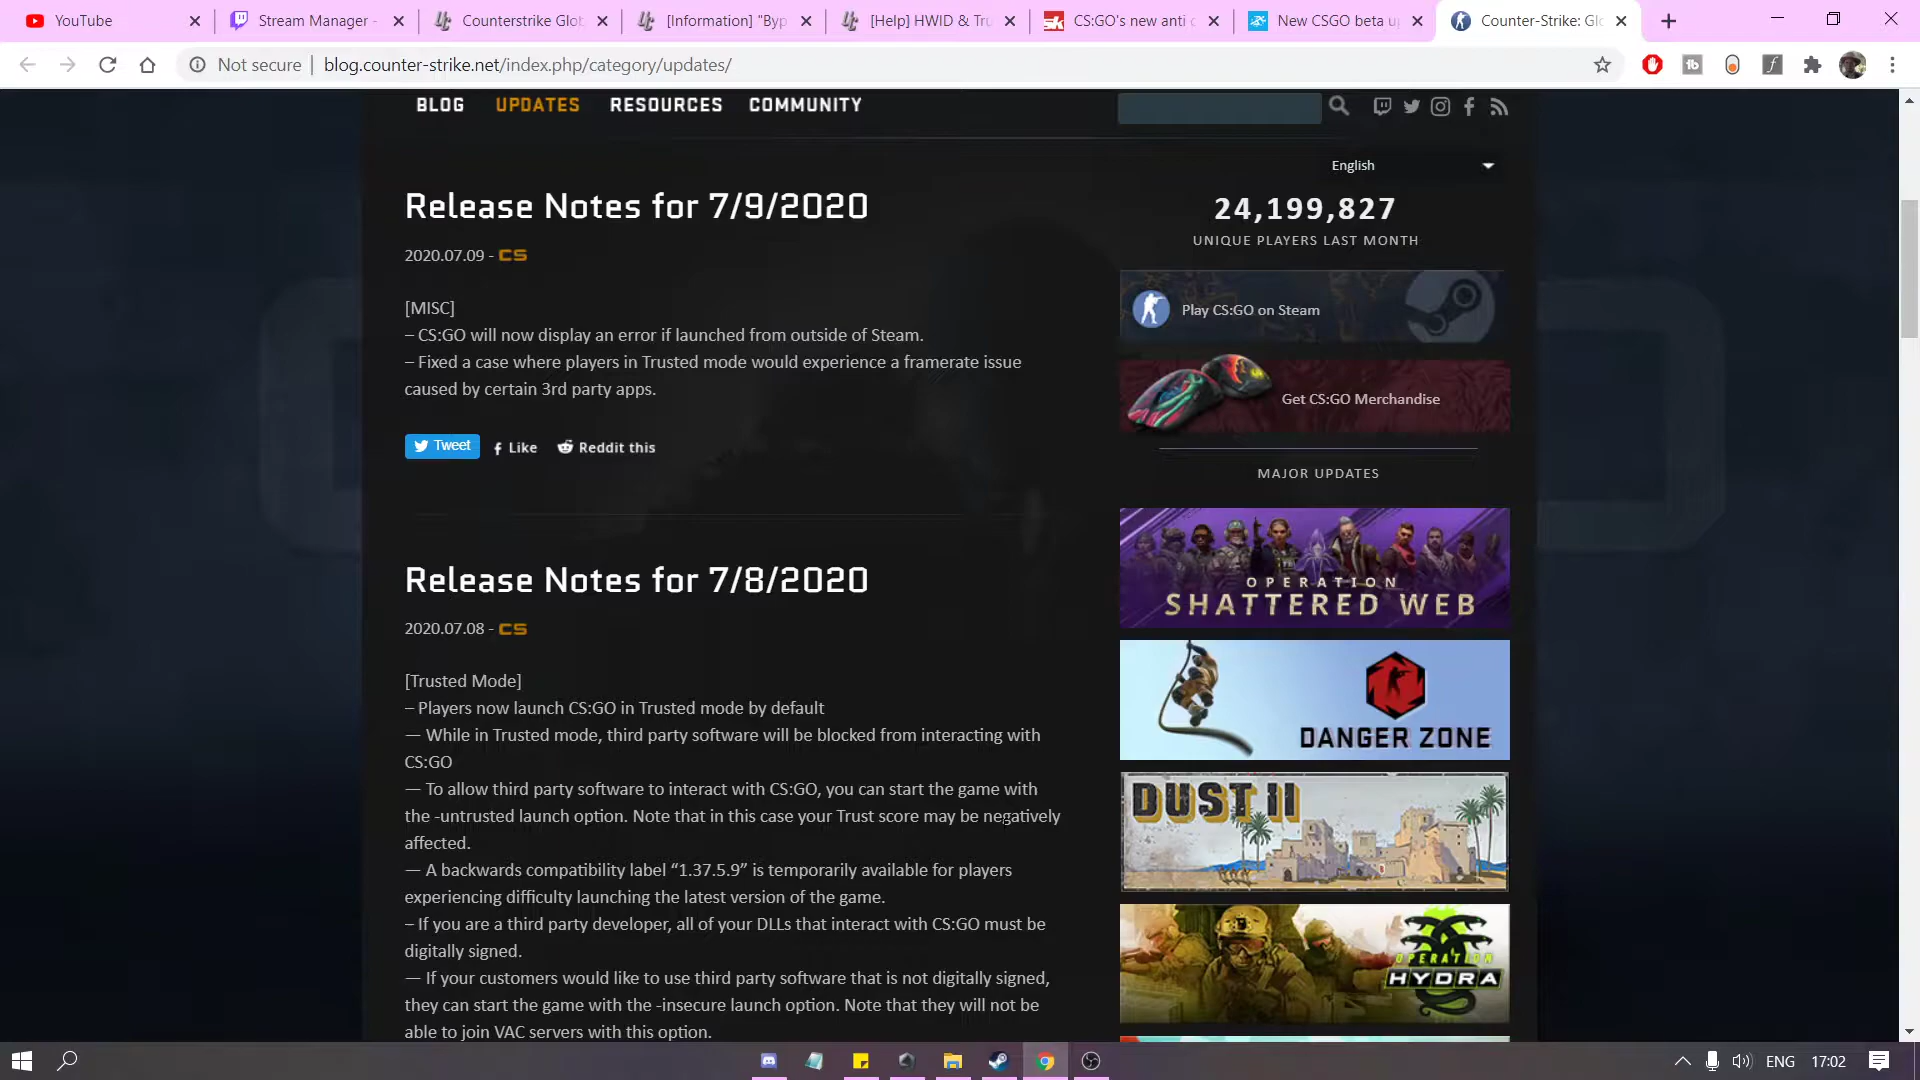 YouTube
Stream Manager -
Counterstrike Glob
[Information] "Byp
[Help] HWID & Tru
CS:GO's new anti c
New CSGO beta u
Counter-Strike: Glo
Not secure | blog.counter-strike.net/index.php/category/updates/
BLOG UPDATES RESOURCES COMMUNITY
English
Release Notes for 7/9/2020
2020.07.09 - CS
[MISC]
– CS:GO will now display an error if launched from outside of Steam.
– Fixed a case where players in Trusted mode would experience a framerate issue
caused by certain 3rd party apps.
Tweet Like Reddit this
Release Notes for 7/8/2020
2020.07.08 - CS
[Trusted Mode]
– Players now launch CS:GO in Trusted mode by default
— While in Trusted mode, third party software will be blocked from interacting with
CS:GO
— To allow third party software to interact with CS:GO, you can start the game with
the -untrusted launch option. Note that in this case your Trust score may be negatively
affected.
— A backwards compatibility label “1.37.5.9” is temporarily available for players
experiencing difficulty launching the latest version of the game.
– If you are a third party developer, all of your DLLs that interact with CS:GO must be
digitally signed.
— If your customers would like to use third party software that is not digitally signed,
they can start the game with the -insecure launch option. Note that they will not be
able to join VAC servers with this option.
24,199,827
UNIQUE PLAYERS LAST MONTH
Play CS:GO on Steam
Get CS:GO Merchandise
MAJOR UPDATES
OPERATION
SHATTERED WEB
DANGER ZONE
DUST II
OPERATION
HYDRA
ENG 17:02